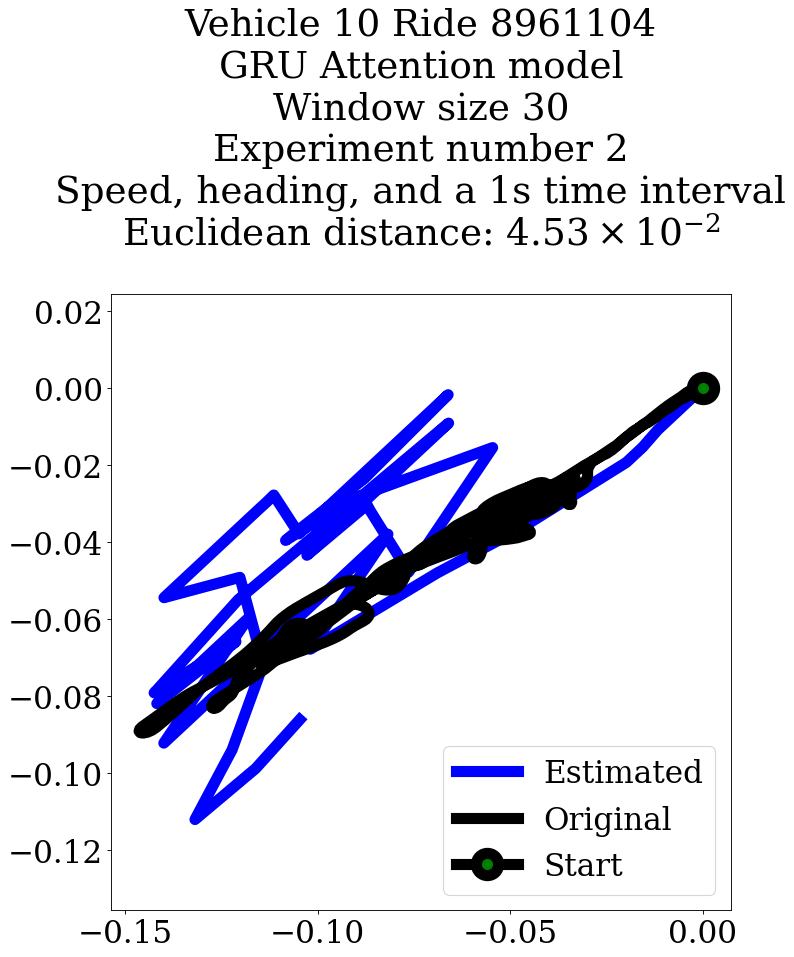 Vehicle 10 Ride 8961104
GRU Attention model
Window size 30
Experiment number 2
Speed, heading, and a 1s time interval
Euclidean distance: 4.53 × 10⁻²
0.02
0.00
−0.02
−0.04
−0.06
−0.08
−0.10
−0.12
Estimated
Original
Start
−0.15
−0.10
−0.05
0.00